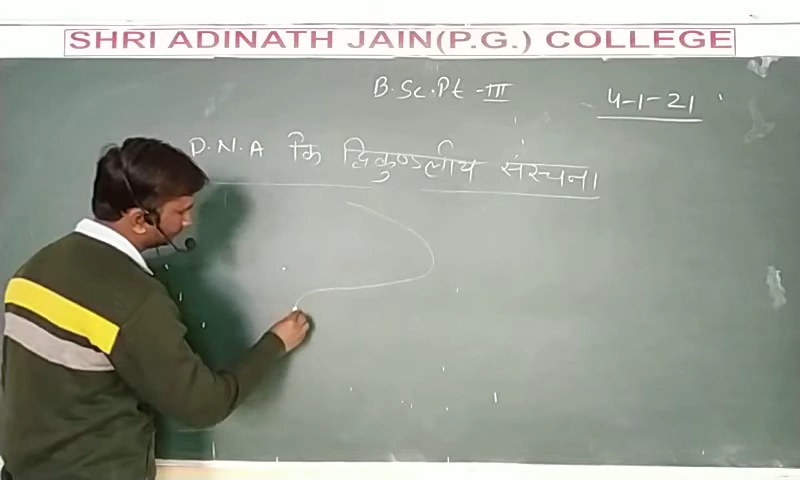 SHRI ADINATH JAIN(P.G.) COLLEGE
B.Sc.Pt-III
4-1-21
D.N.A कि द्विकुण्डलीय संरचना